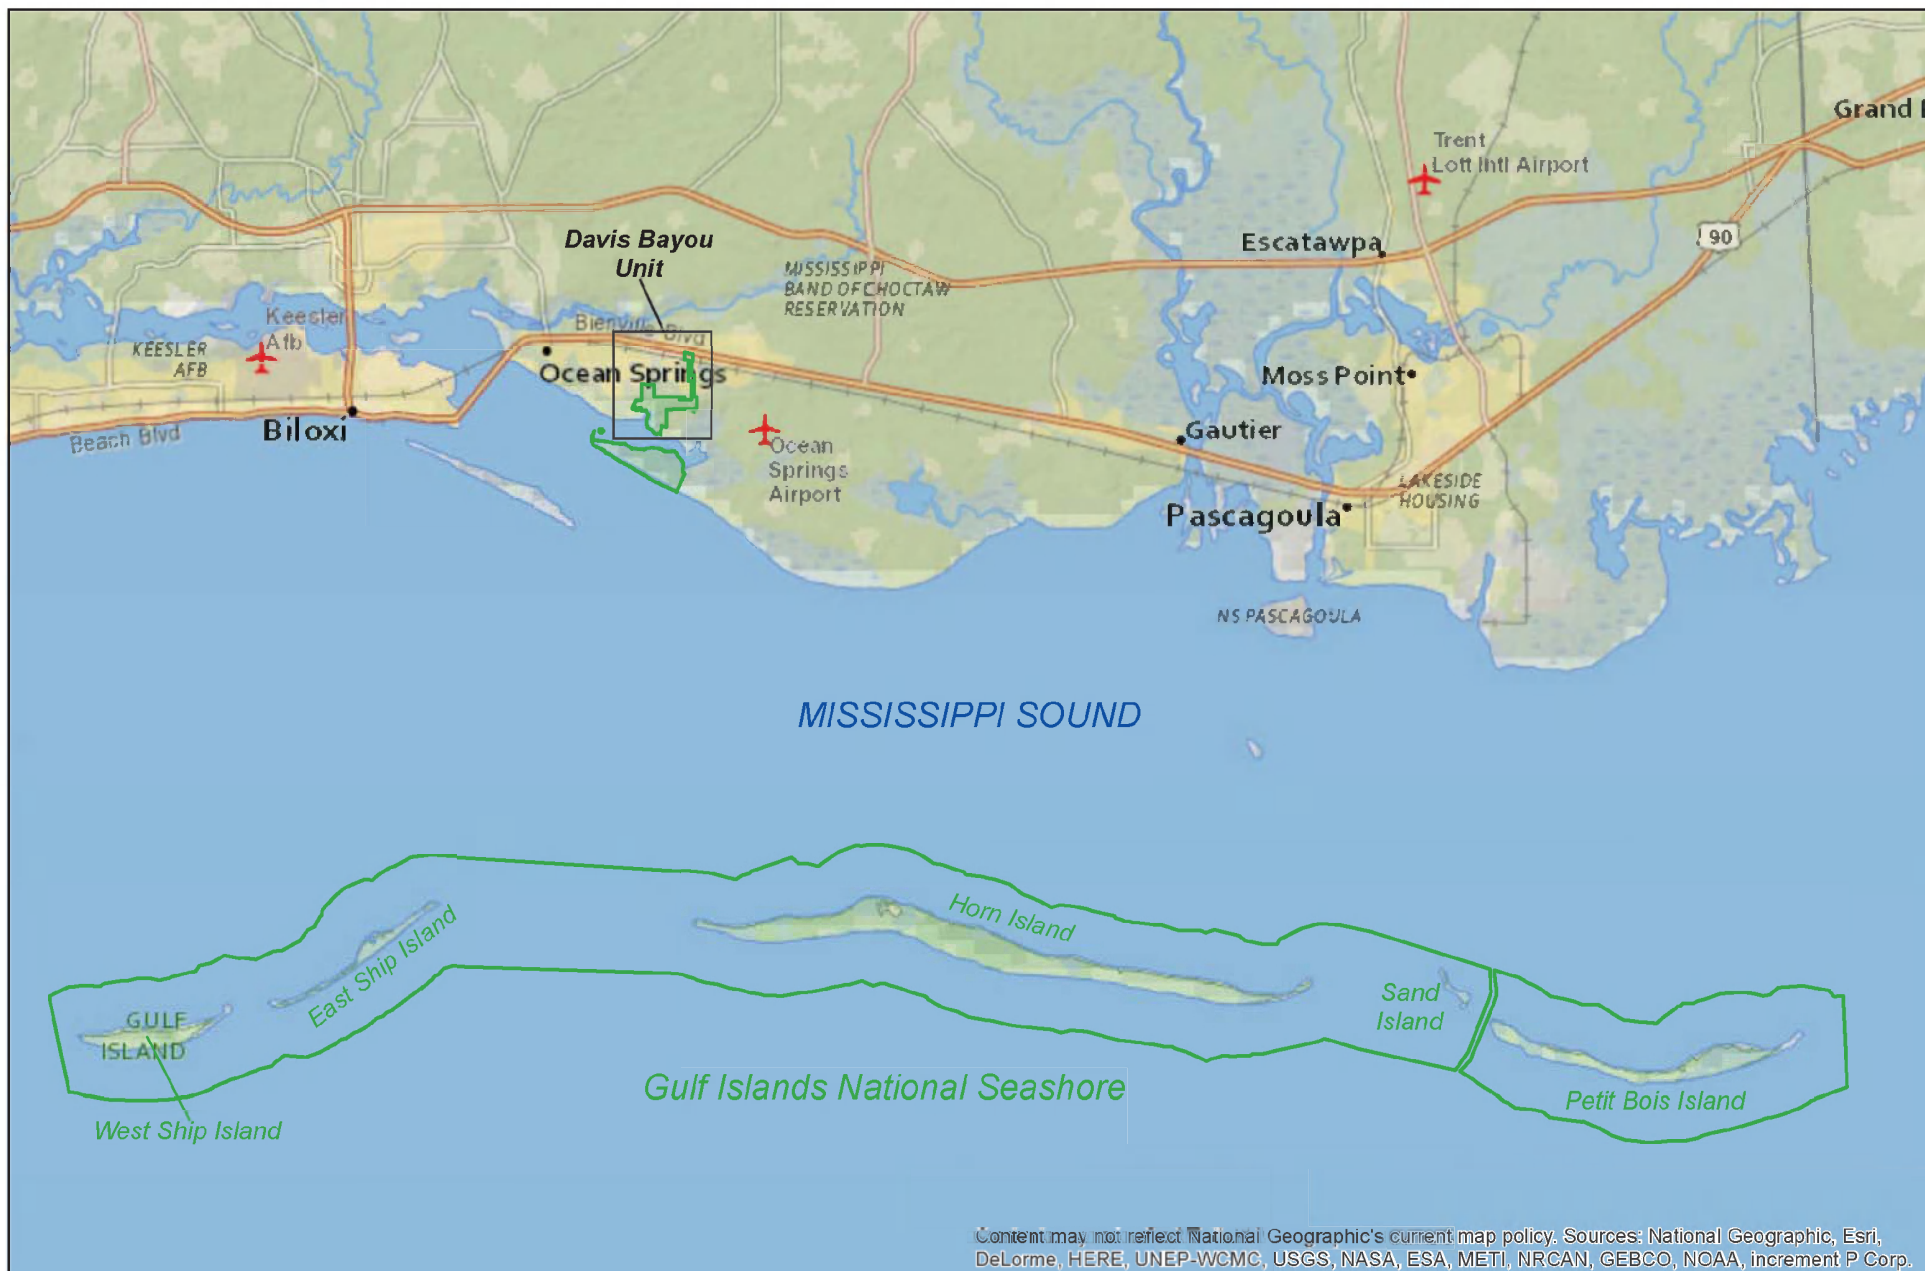 Grand
Trent
Lott Intl Airport
90
Davis Bayou
Unit
Escatawpa
MISSISSIPPI
BAND OF CHOCTAW
RESERVATION
Keesler
Afb
KEESLER
AFB
Bienville Blvd
Ocean Springs
Moss Point
Beach Blvd
Biloxi
Gautier
Ocean
Springs
Airport
LAKESIDE
HOUSING
Pascagoula
NS PASCAGOULA
MISSISSIPPI SOUND
Horn Island
East Ship Island
Sand
Island
GULF
ISLAND
Gulf Islands National Seashore
Petit Bois Island
West Ship Island
Content may not reflect National Geographic's current map policy. Sources: National Geographic, Esri,
DeLorme, HERE, UNEP-WCMC, USGS, NASA, ESA, METI, NRCAN, GEBCO, NOAA, increment P Corp.